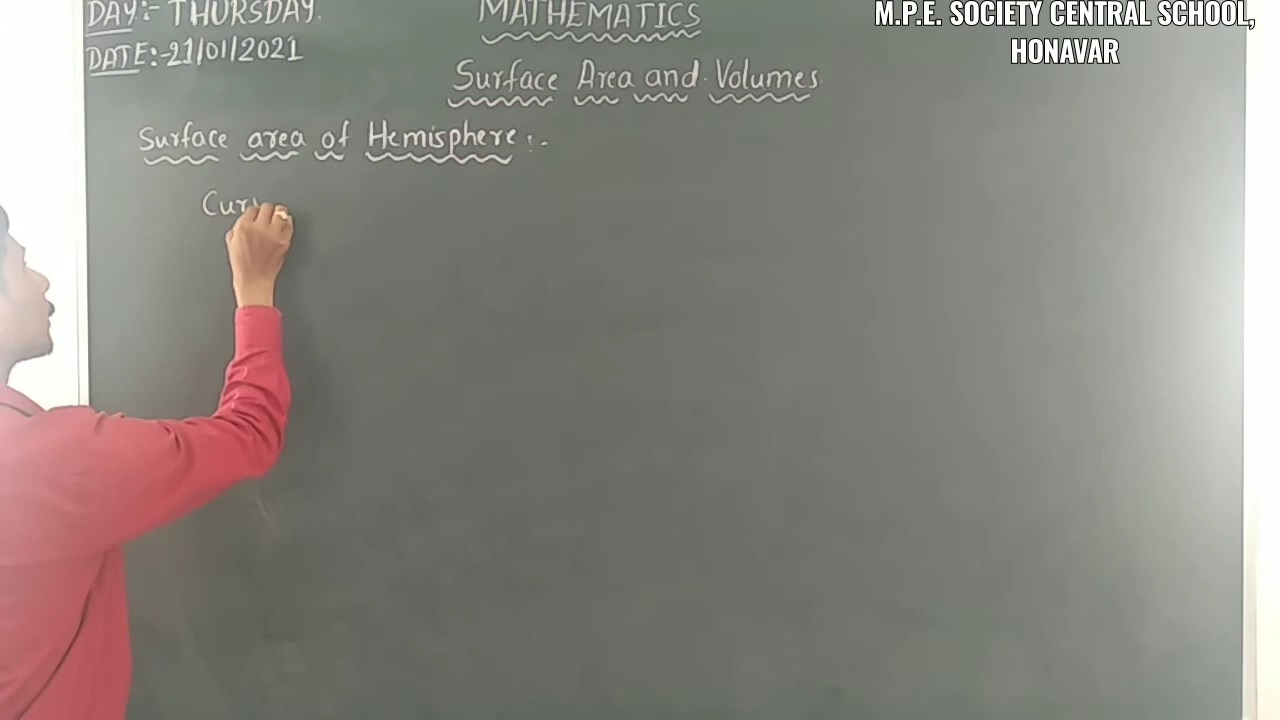 DAY:- THURSDAY.
DATE:-21/01/2021
MATHEMATICS
M.P.E. SOCIETY CENTRAL SCHOOL,
HONAVAR
Surface Area and Volumes
Surface area of Hemisphere:-